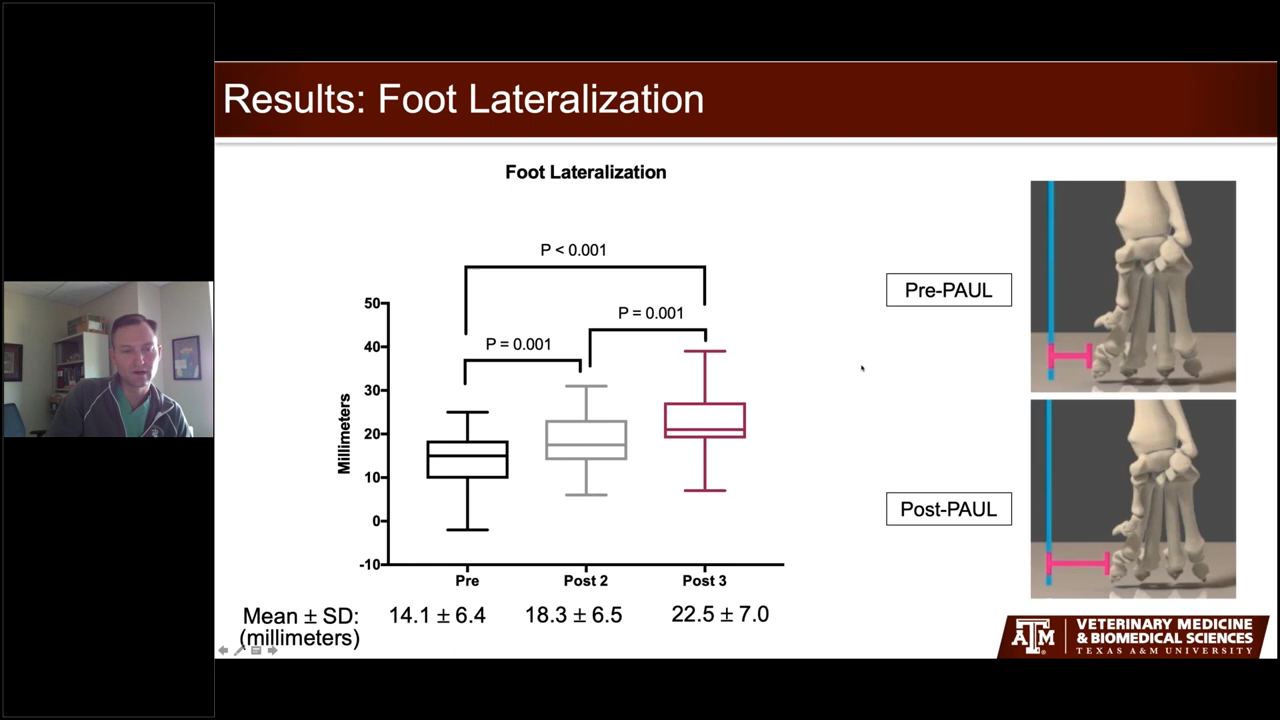 Results: Foot Lateralization
Foot Lateralization
P < 0.001
P = 0.001
P = 0.001
50
40
30
20
10
0
-10
Millimeters
Pre
Post 2
Post 3
Mean ± SD:
(millimeters)
14.1 ± 6.4
18.3 ± 6.5
22.5 ± 7.0
Pre-PAUL
Post-PAUL
ATM
VETERINARY MEDICINE
& BIOMEDICAL SCIENCES
TEXAS A&M UNIVERSITY